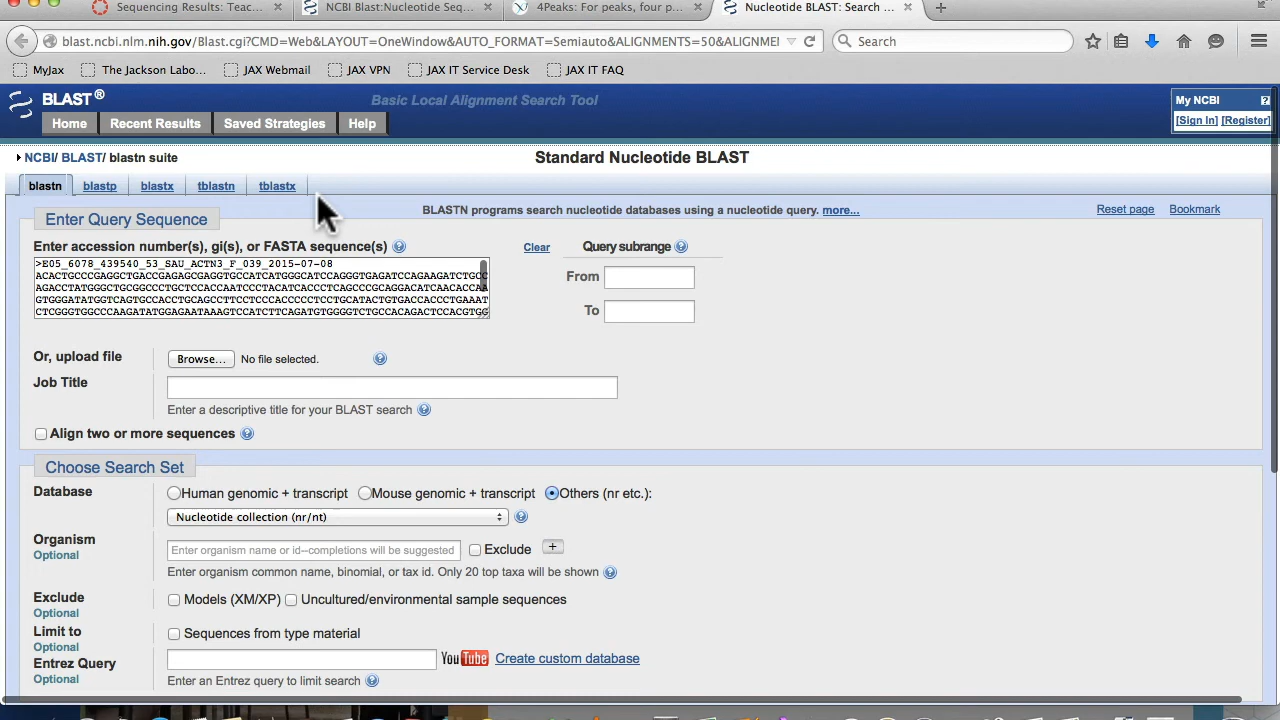 Sequencing Results: Teac... × NCBI Blast:Nucleotide Seq... × 4Peaks: For peaks, four p... × Nucleotide BLAST: Search ... × +
blast.ncbi.nlm.nih.gov/Blast.cgi?CMD=Web&LAYOUT=OneWindow&AUTO_FORMAT=Semiauto&ALIGNMENTS=50&ALIGNMEI Search
MyJax The Jackson Labo... JAX Webmail JAX VPN JAX IT Service Desk JAX IT FAQ
BLAST® Basic Local Alignment Search Tool
My NCBI ?
[Sign In] [Register]
Home Recent Results Saved Strategies Help
NCBI/ BLAST/ blastn suite Standard Nucleotide BLAST
blastn blastp blastx tblastn tblastx
BLASTN programs search nucleotide databases using a nucleotide query. more... Reset page Bookmark
Enter Query Sequence
Enter accession number(s), gi(s), or FASTA sequence(s) ? Clear Query subrange ?
>E05_6078_439540_53_SAU_ACTN3_F_039_2015-07-08
ACACTGCCCGAGGCTGACCGAGAGCGAGGTGCCATCATGGGCATCCAGGGTGAGATCCAGAAGATCTGCC
AGACCTATGGGCTGCGGCCCTGCTCCACCAATCCCTACATCACCCTCAGCCCGCAGGACATCAACACCAA
GTGGGATATGGTCAGTGCCACCTGCAGCCTTCCTCCCACCCCCTCCTGCATACTGTGACCACCCTGAAAT
CTCGGGTGGCCCAAGATATGGAGAATAAAGTCCATCTTCAGATGTGGGGTCTGCCACAGACTCCACGTGG
From
To
Or, upload file Browse... No file selected. ?
Job Title
Enter a descriptive title for your BLAST search ?
Align two or more sequences ?
Choose Search Set
Database Human genomic + transcript Mouse genomic + transcript Others (nr etc.):
Nucleotide collection (nr/nt) ?
Organism
Optional
Enter organism name or id--completions will be suggested Exclude +
Enter organism common name, binomial, or tax id. Only 20 top taxa will be shown ?
Exclude
Optional
Models (XM/XP) Uncultured/environmental sample sequences
Limit to
Optional
Sequences from type material
Entrez Query
Optional
YouTube Create custom database
Enter an Entrez query to limit search ?